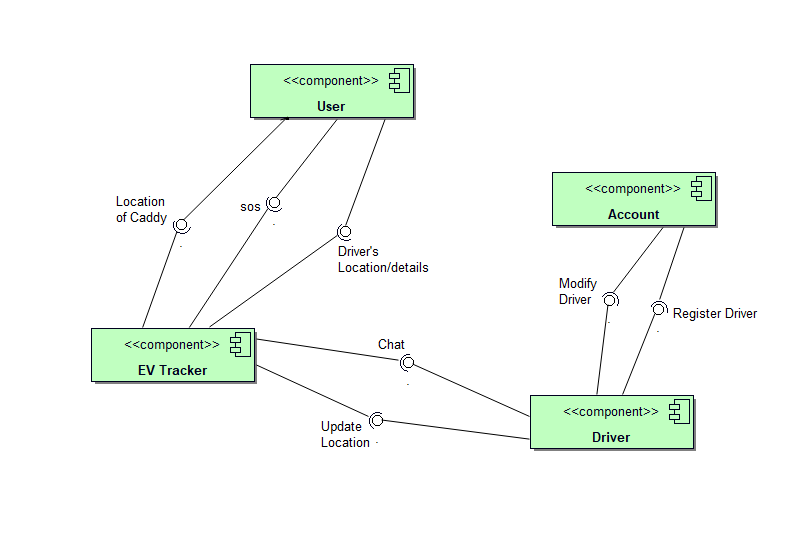 <<component>>
User
Location
of Caddy
sos
Driver's
Location/details
<<component>>
Account
Modify
Driver
Register Driver
<<component>>
EV Tracker
Chat
Update
Location
<<component>>
Driver